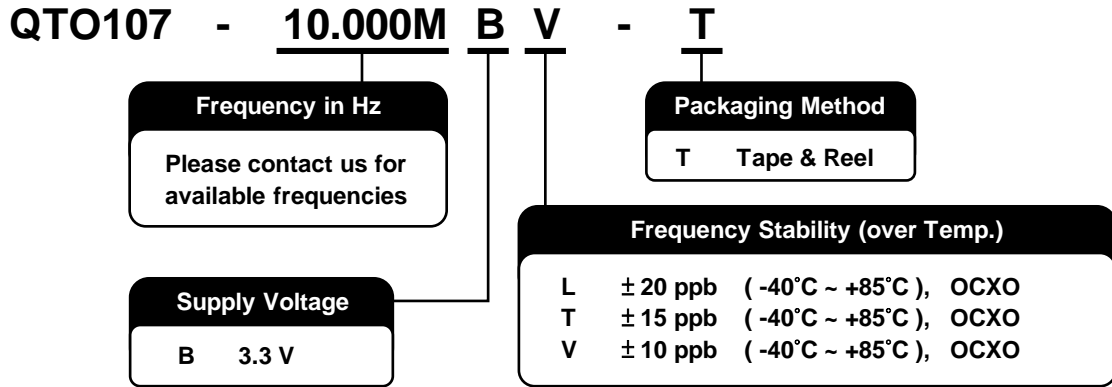 QTO107 - 10.000M B V - T
Frequency in Hz
Please contact us for
available frequencies
Packaging Method
T Tape & Reel
Supply Voltage
B 3.3 V
Frequency Stability (over Temp.)
L ± 20 ppb ( -40˚C ~ +85˚C ), OCXO
T ± 15 ppb ( -40˚C ~ +85˚C ), OCXO
V ± 10 ppb ( -40˚C ~ +85˚C ), OCXO